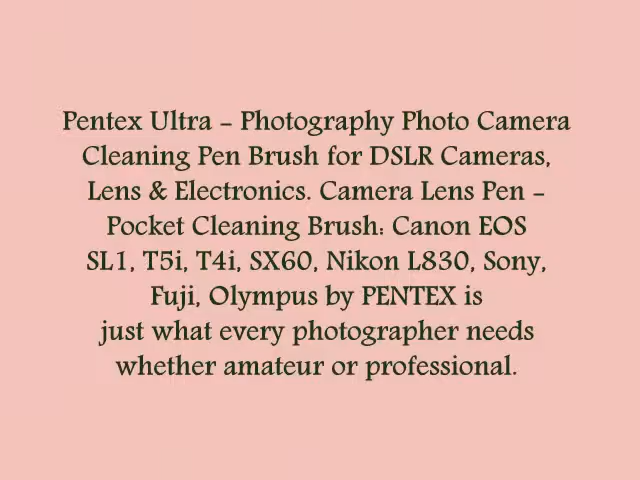 Pentex Ultra - Photography Photo Camera
Cleaning Pen Brush for DSLR Cameras,
Lens & Electronics. Camera Lens Pen -
Pocket Cleaning Brush: Canon EOS
SL1, T5i, T4i, SX60, Nikon L830, Sony,
Fuji, Olympus by PENTEX is
just what every photographer needs
whether amateur or professional.